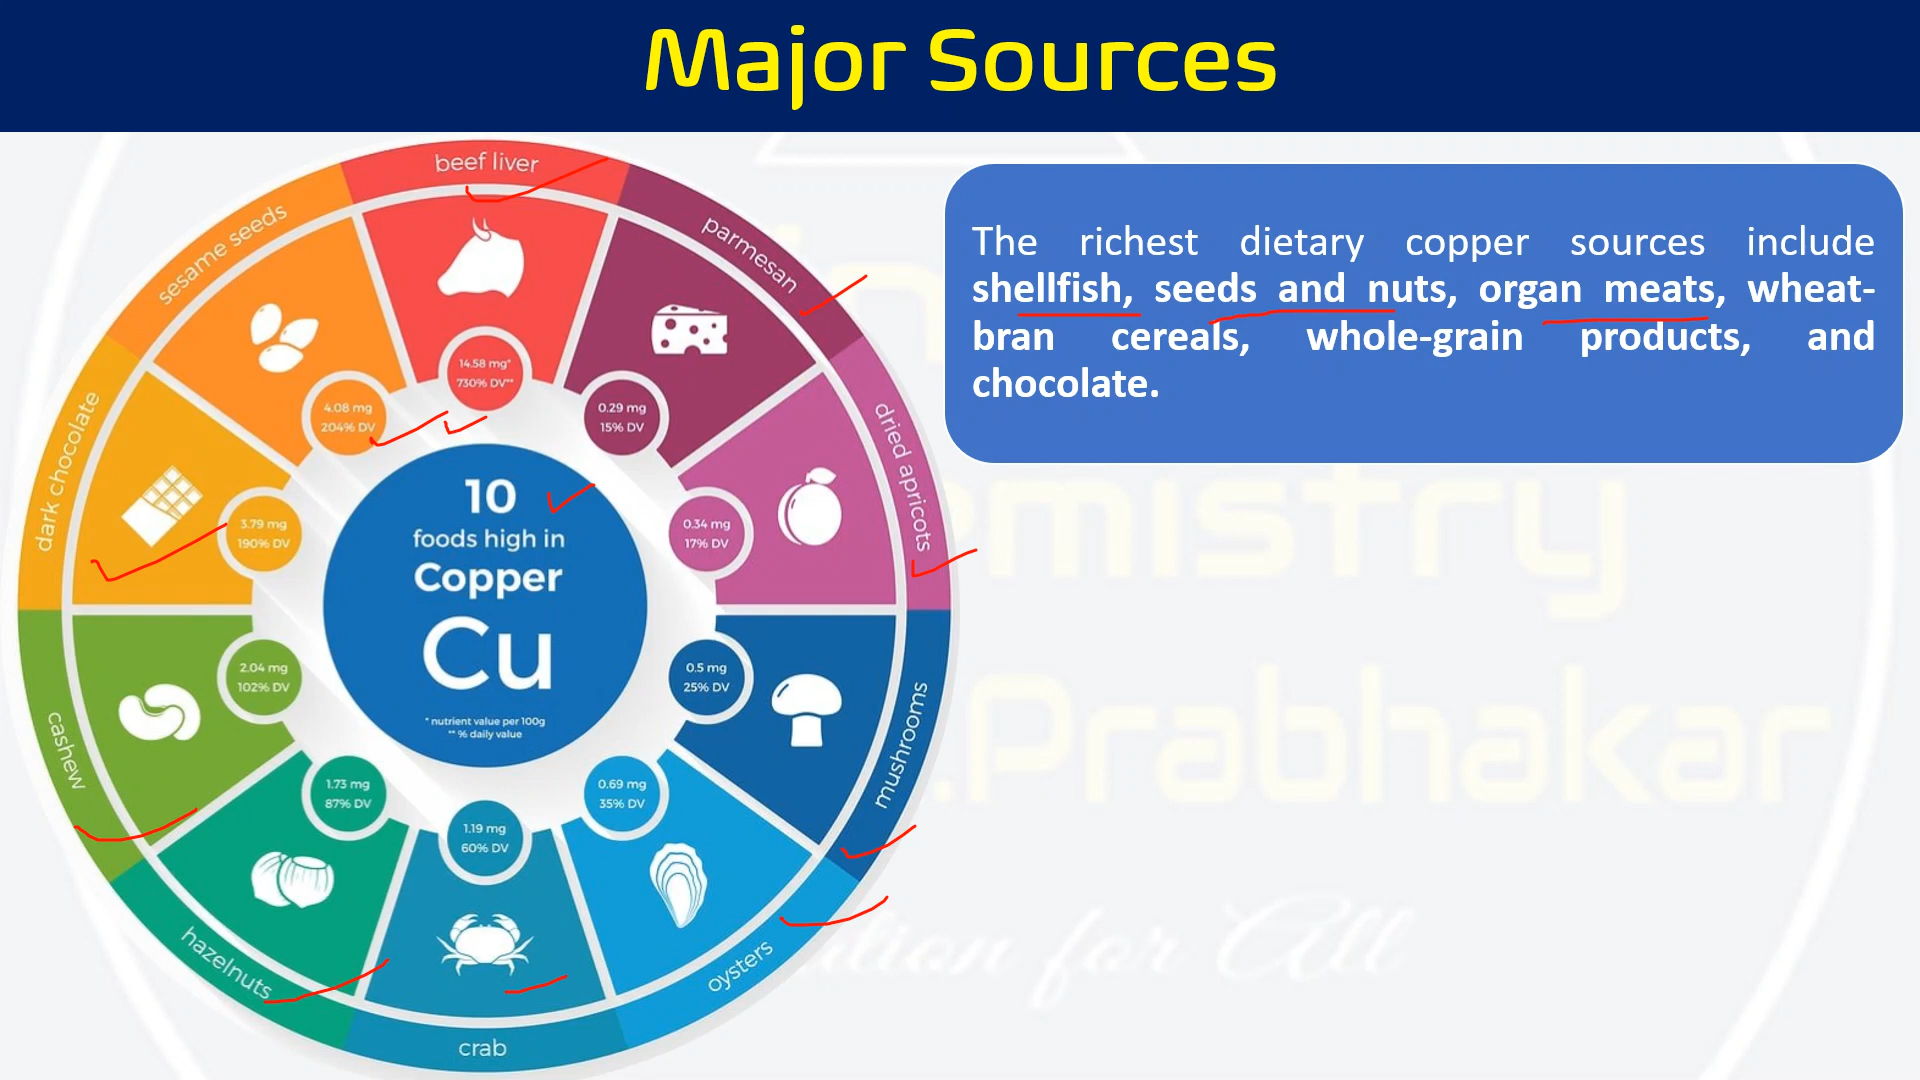 Major Sources
beef liver
14.58 mg*
730% DV**
parmesan
0.29 mg
15% DV
dried apricots
0.34 mg
17% DV
mushrooms
0.5 mg
25% DV
oysters
0.69 mg
35% DV
crab
1.19 mg
60% DV
hazelnuts
1.73 mg
87% DV
cashew
2.04 mg
102% DV
dark chocolate
3.79 mg
190% DV
sesame seeds
4.08 mg
204% DV
10
foods high in
Copper
Cu
* nutrient value per 100g
** % daily value
The richest dietary copper sources include
shellfish, seeds and nuts, organ meats, wheat-
bran cereals, whole-grain products, and
chocolate.
Prabhakar
for All